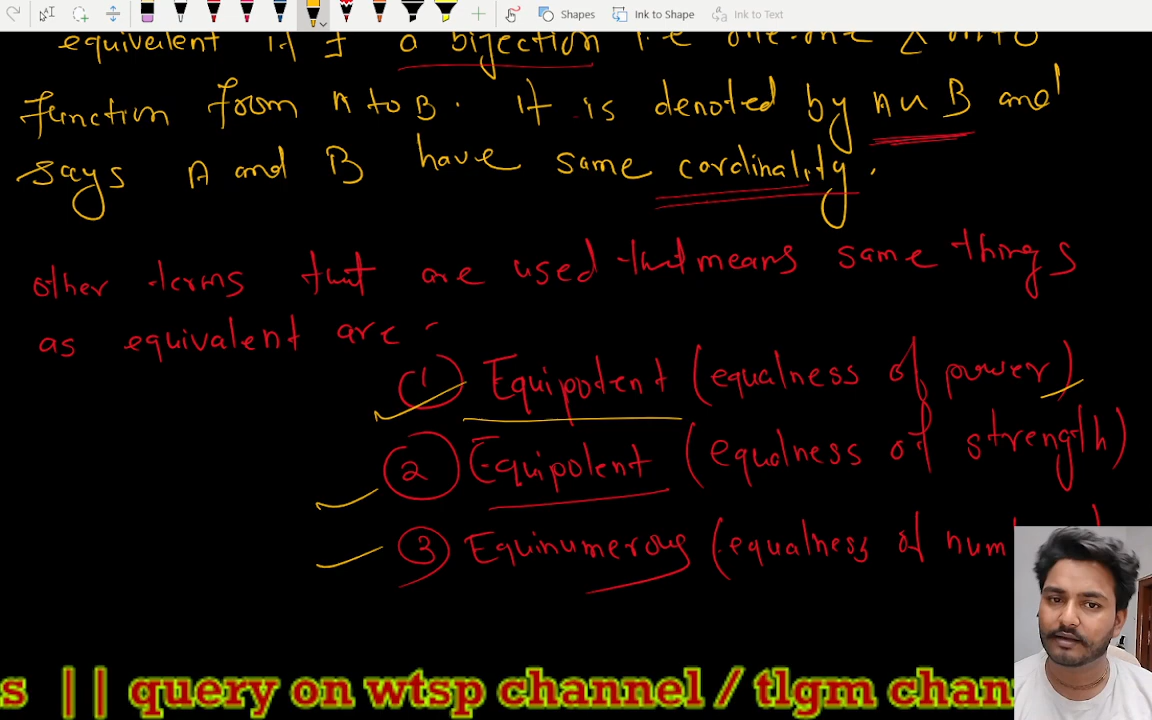 Shapes Ink to Shape Ink to Text
equivalent if ∃ a bijection i.e one-one & onto
function from A to B. It is denoted by A ~ B and
says A and B have same cardinality.
other terms that are used that means same things
as equivalent are
① Equipotent (equalness of power)
② Equipolent (equalness of strength)
③ Equinumerous (equalness of num
s || query on wtsp channel / tlgm chan